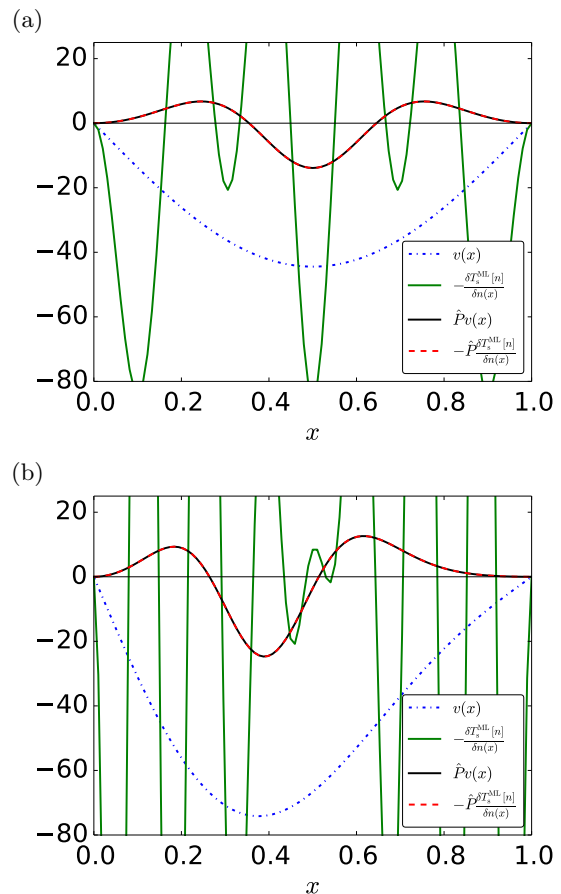 (a)
20
0
−20
−40
−60
−80
v(x)
−δT_s^ML[n]/δn(x)
P̂v(x)
−P̂ δT_s^ML[n]/δn(x)
0.0 0.2 0.4 0.6 0.8 1.0
x
(b)
20
0
−20
−40
−60
−80
v(x)
−δT_s^ML[n]/δn(x)
P̂v(x)
−P̂ δT_s^ML[n]/δn(x)
0.0 0.2 0.4 0.6 0.8 1.0
x